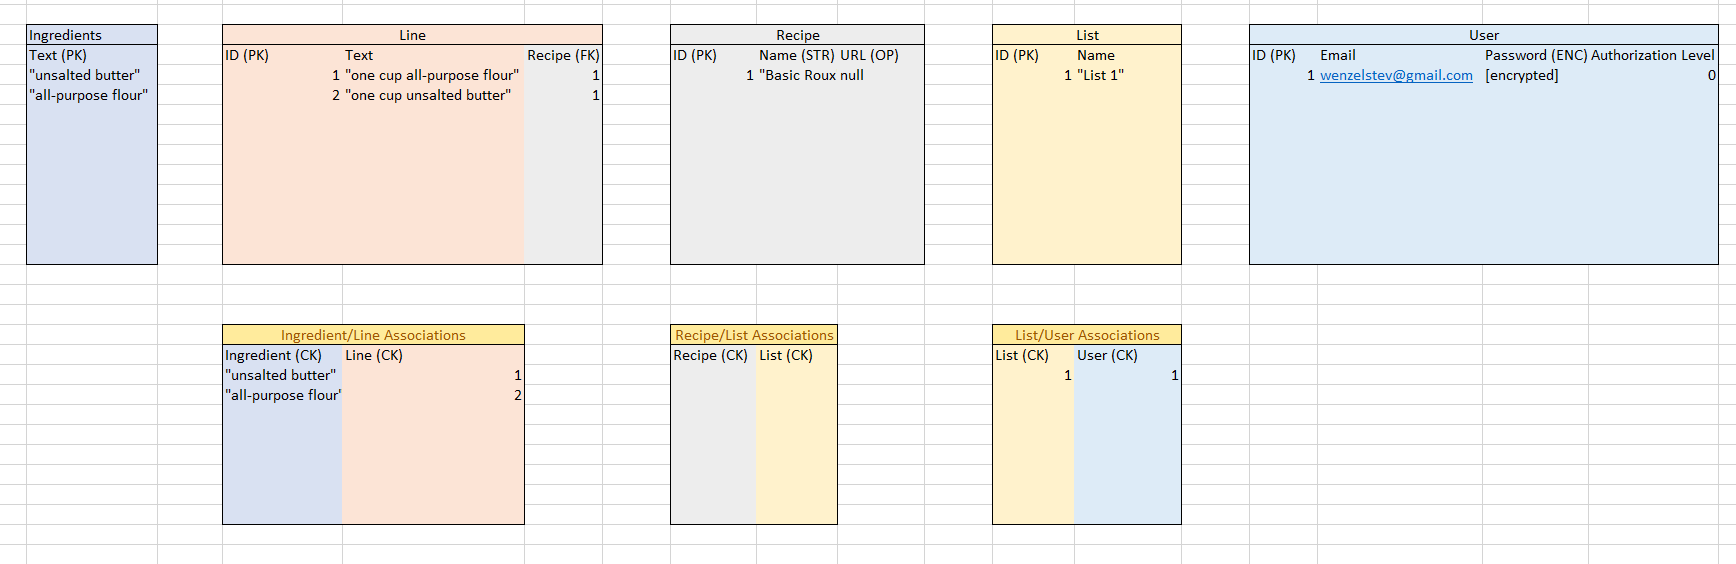 Ingredients Line Recipe List User
Text (PK) ID (PK) Text Recipe (FK) ID (PK) Name (STR) URL (OP) ID (PK) Name ID (PK) Email Password (ENC) Authorization Level
"unsalted butter" 1 "one cup all-purpose flour" 1 1 "Basic Roux null 1 "List 1" 1 wenzelstev@gmail.com [encrypted] 0
"all-purpose flour" 2 "one cup unsalted butter" 1
Ingredient/Line Associations Recipe/List Associations List/User Associations
Ingredient (CK) Line (CK) Recipe (CK) List (CK) List (CK) User (CK)
"unsalted butter" 1 1 1
"all-purpose flour' 2